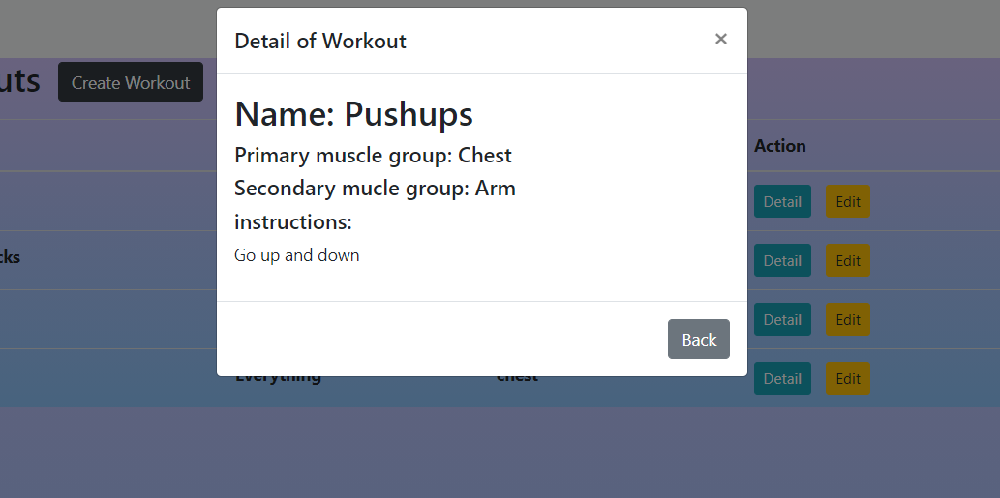 Detail of Workout ×
uts Create Workout
Name: Pushups
Primary muscle group: Chest
Action
Secondary mucle group: Arm
Detail Edit
instructions:
Go up and down
cks
Detail Edit
Detail Edit
Back
Everything chest
Detail Edit